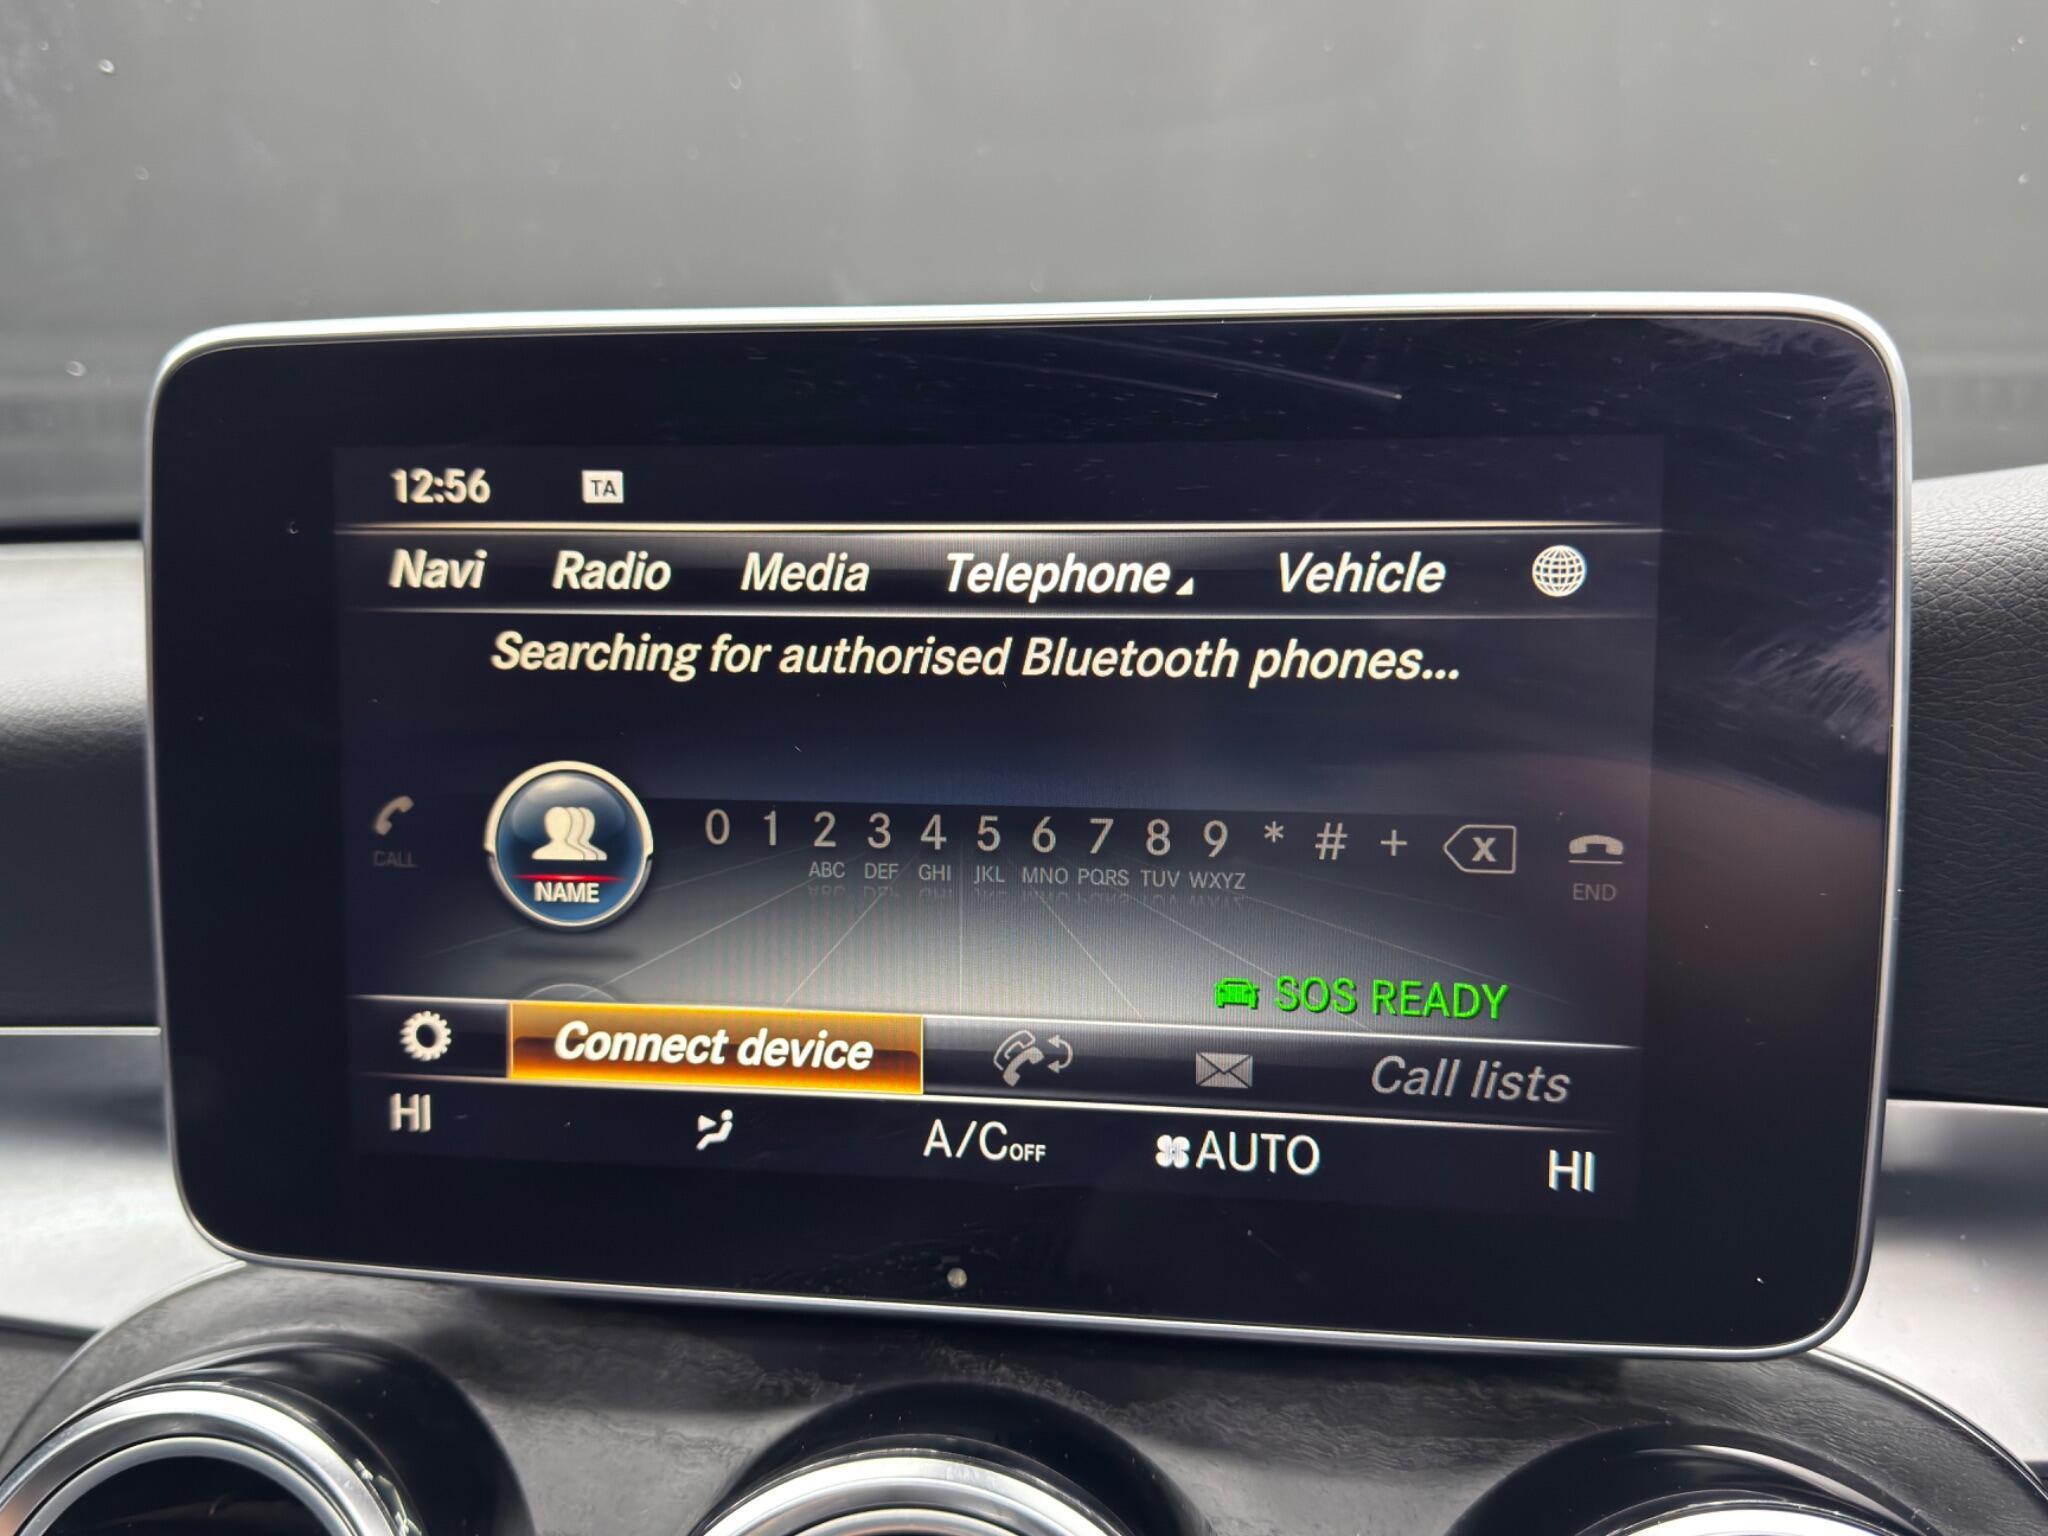 12:56 TA
Navi Radio Media Telephone Vehicle
Searching for authorised Bluetooth phones...
0 1 2 3 4 5 6 7 8 9 * # + X
ABC DEF GHI JKL MNO PQRS TUV WXYZ
CALL NAME END
SOS READY
Connect device Call lists
HI A/C OFF AUTO HI